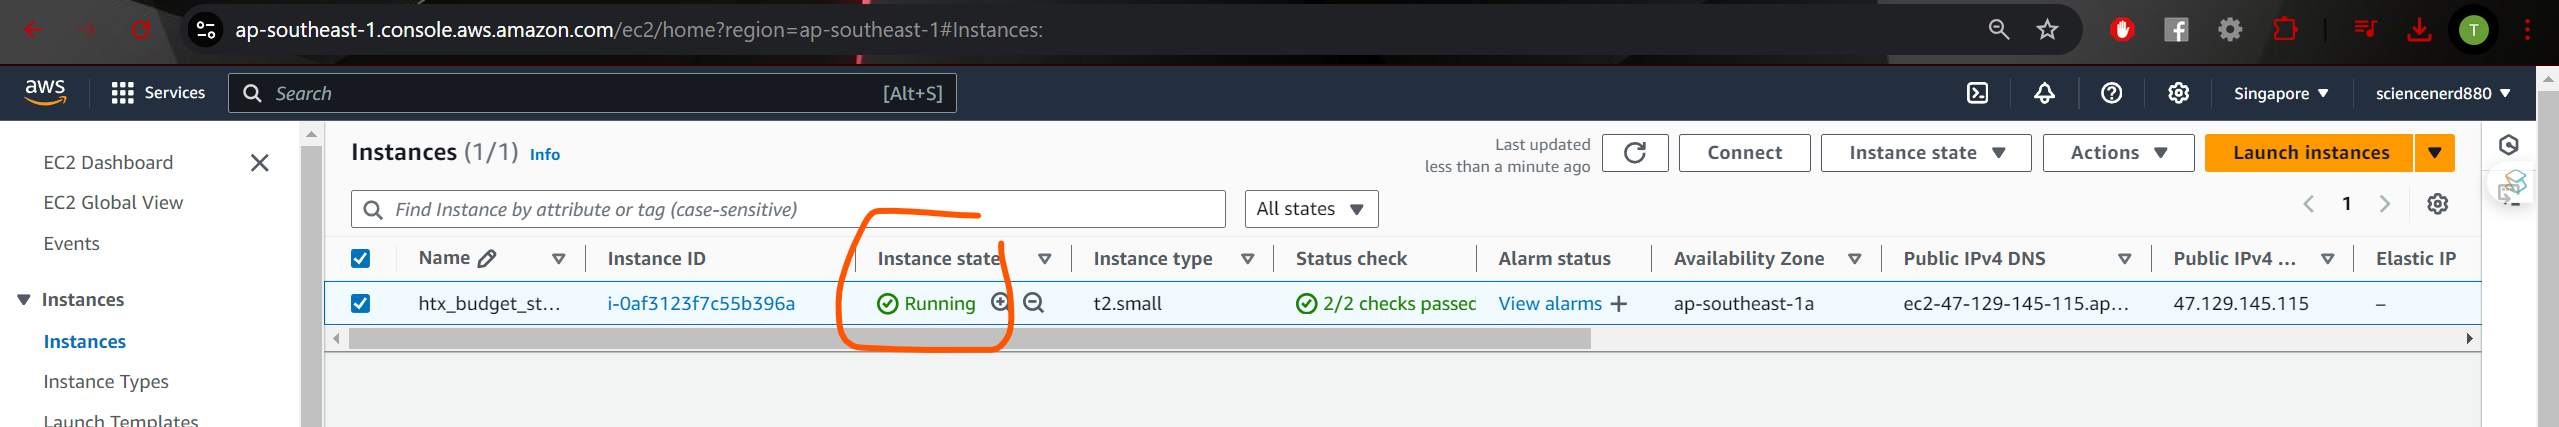 ap-southeast-1.console.aws.amazon.com/ec2/home?region=ap-southeast-1#Instances:
T
aws
Services
Search
[Alt+S]
Singapore
sciencenerd880
EC2 Dashboard
EC2 Global View
Events
Instances
Instances
Instance Types
Launch Templates
Instances (1/1) Info
Last updated
less than a minute ago
Connect
Instance state
Actions
Launch instances
Find Instance by attribute or tag (case-sensitive)
All states
1
Name Instance ID Instance state Instance type Status check Alarm status Availability Zone Public IPv4 DNS Public IPv4 ... Elastic IP
htx_budget_st... i-0af3123f7c55b396a Running t2.small 2/2 checks passed View alarms + ap-southeast-1a ec2-47-129-145-115.ap... 47.129.145.115 –